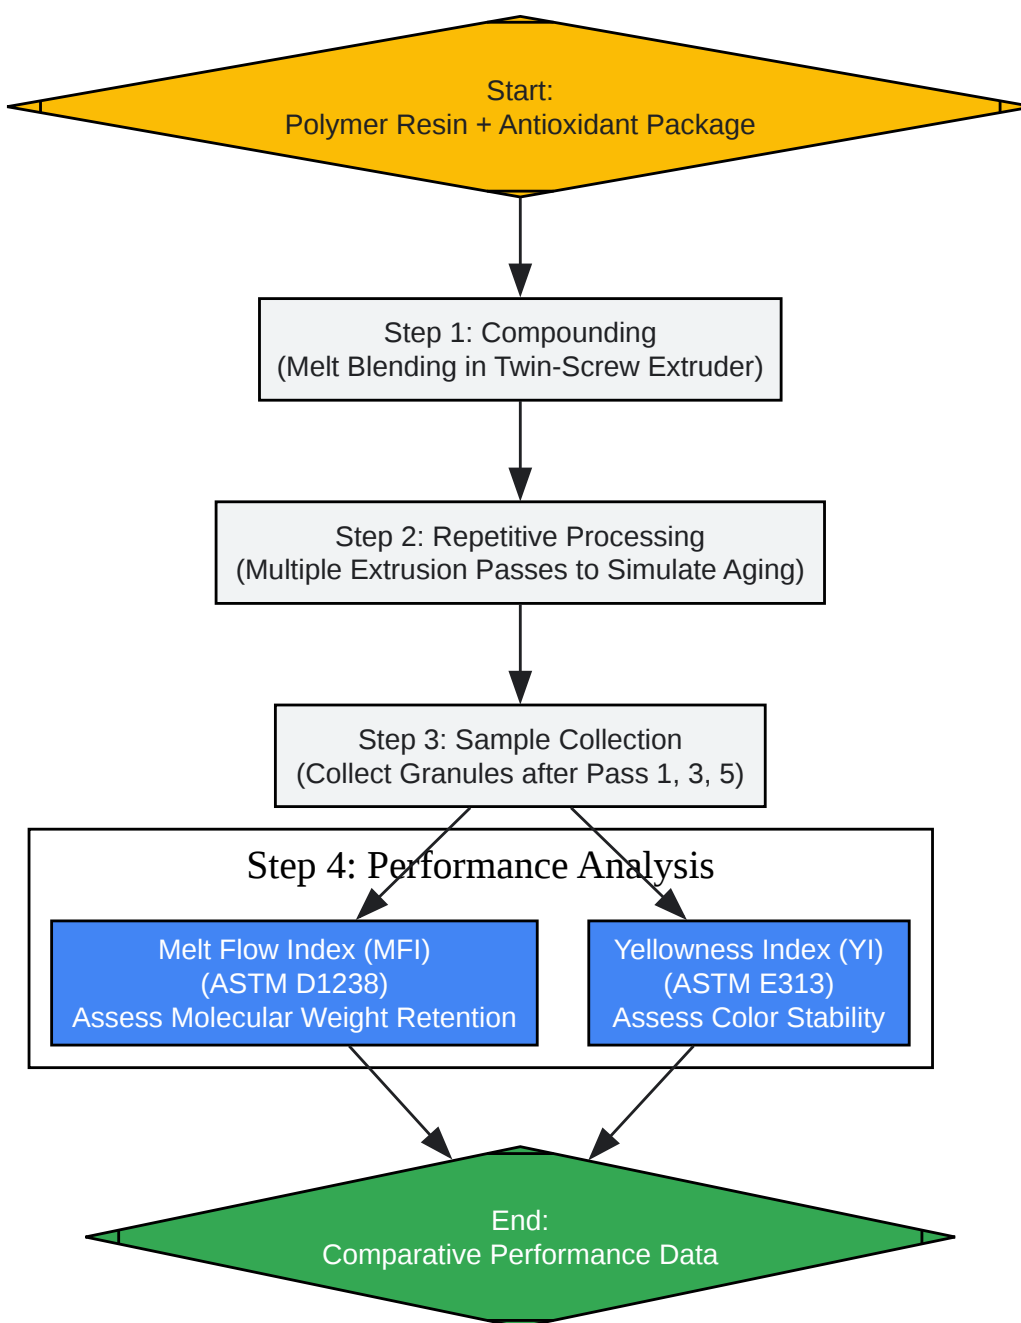 Start:
Polymer Resin + Antioxidant Package
Step 1: Compounding
(Melt Blending in Twin-Screw Extruder)
Step 2: Repetitive Processing
(Multiple Extrusion Passes to Simulate Aging)
Step 3: Sample Collection
(Collect Granules after Pass 1, 3, 5)
Step 4: Performance Analysis
Melt Flow Index (MFI)
(ASTM D1238)
Assess Molecular Weight Retention
Yellowness Index (YI)
(ASTM E313)
Assess Color Stability
End:
Comparative Performance Data